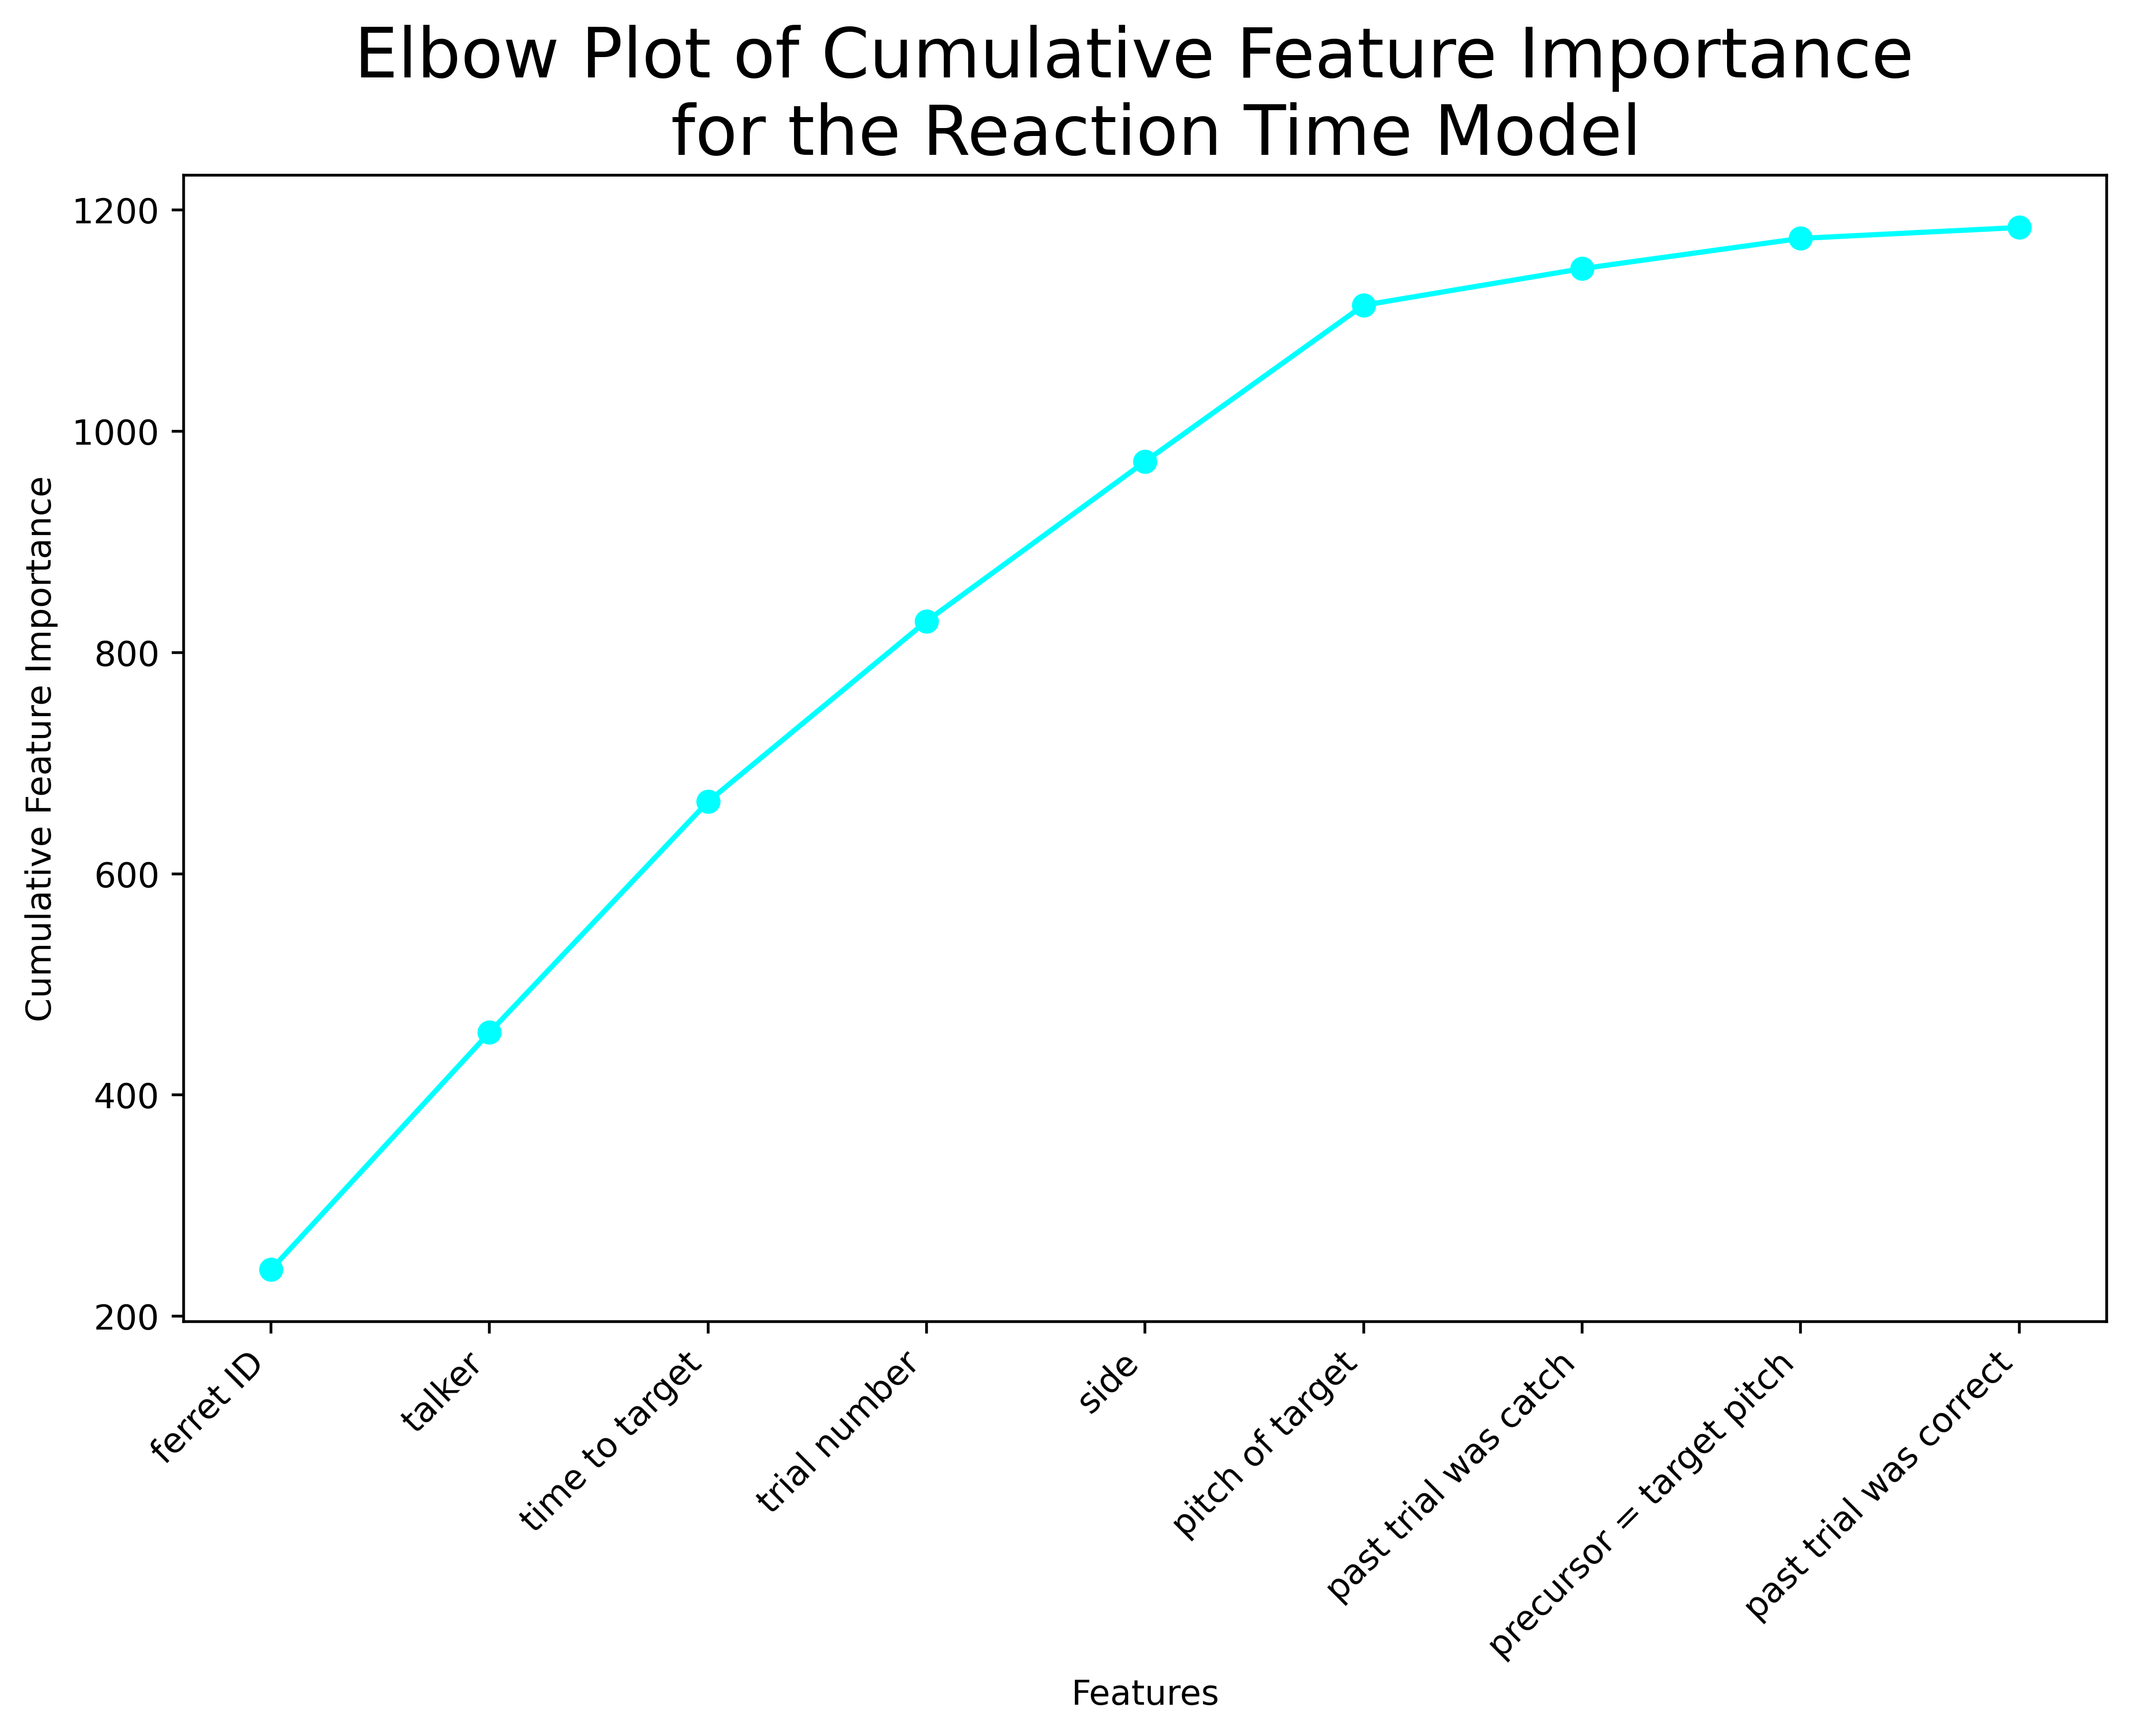 Elbow Plot of Cumulative Feature Importance
for the Reaction Time Model
Cumulative Feature Importance
1200
1000
800
600
400
200
ferret ID
talker
time to target
trial number
side
pitch of target
past trial was catch
precursor = target pitch
past trial was correct
Features